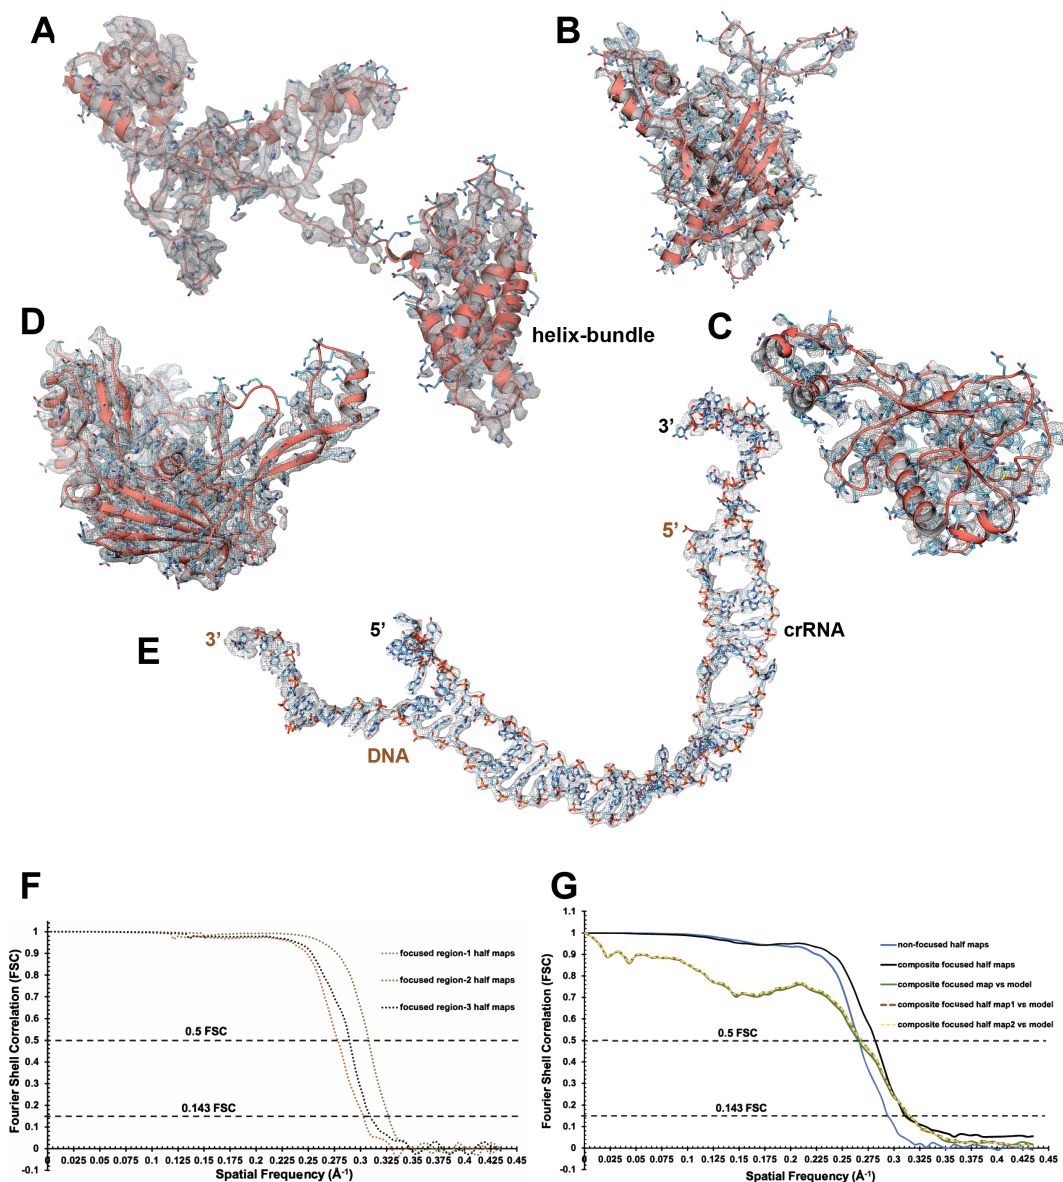 A
B
D
helix-bundle
C
3’
5’
crRNA
3’
5’
E
DNA
F
G
Fourier Shell Correlation (FSC)
1
0.9
0.8
0.7
0.6
0.5
0.4
0.3
0.2
0.1
0
-0.1
focused region-1 half maps
focused region-2 half maps
focused region-3 half maps
0.5 FSC
0.143 FSC
0 0.025 0.05 0.075 0.1 0.125 0.15 0.175 0.2 0.225 0.25 0.275 0.3 0.325 0.35 0.375 0.4 0.425 0.45
Spatial Frequency (Å-1)
Fourier Shell Correlation (FSC)
1.1
1
0.9
0.8
0.7
0.6
0.5
0.4
0.3
0.2
0.1
0
-0.1
non-focused half maps
composite focused half maps
composite focused map vs model
composite focused half map1 vs model
composite focused half map2 vs model
0.5 FSC
0.143 FSC
0 0.025 0.05 0.075 0.1 0.125 0.15 0.175 0.2 0.225 0.25 0.275 0.3 0.325 0.35 0.375 0.4 0.425 0.45
Spatial Frequency (Å-1)